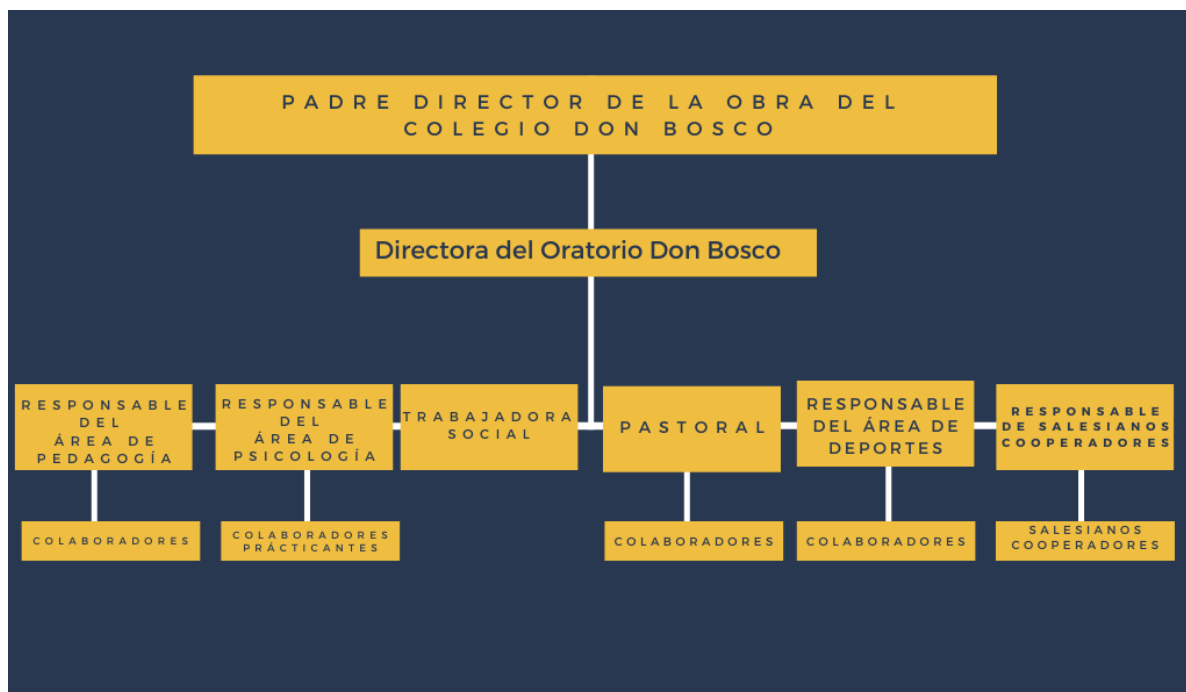 PADRE DIRECTOR DE LA OBRA DEL
COLEGIO DON BOSCO
Directora del Oratorio Don Bosco
RESPONSABLE
DEL
ÁREA DE
PEDAGOGÍA
RESPONSABLE
DEL
ÁREA DE
PSICOLOGÍA
TRABAJADORA
SOCIAL
PASTORAL
RESPONSABLE
DEL ÁREA DE
DEPORTES
RESPONSABLE
DE SALESIANOS
COOPERADORES
COLABORADORES
COLABORADORES
PRÁCTICANTES
COLABORADORES
COLABORADORES
SALESIANOS
COOPERADORES